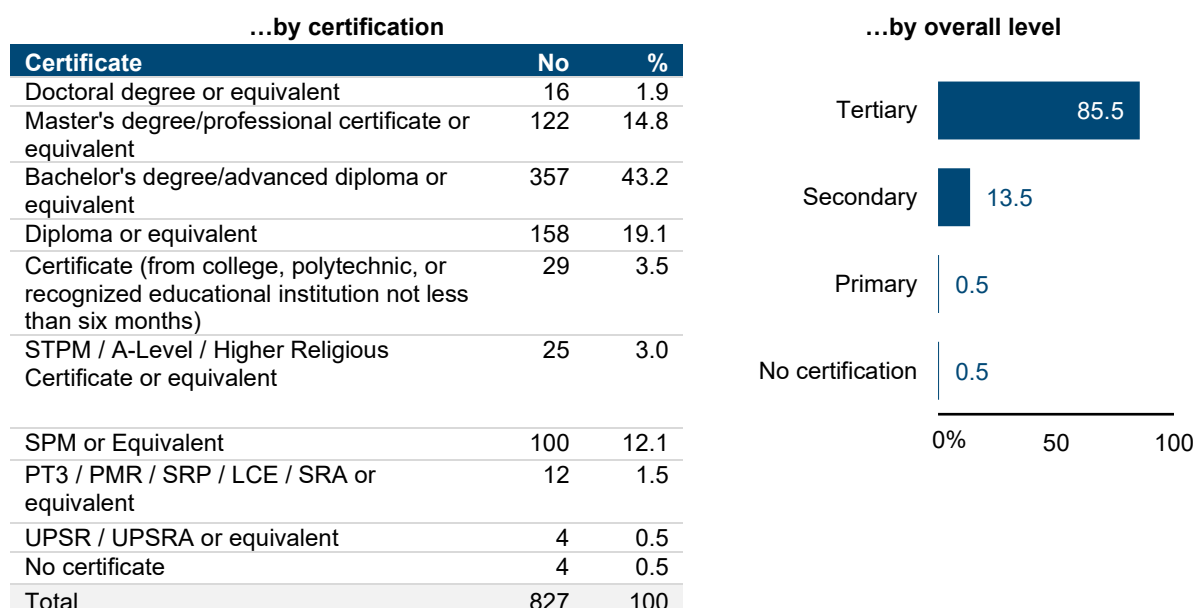 …by certification
Certificate No %
Doctoral degree or equivalent 16 1.9
Master's degree/professional certificate or 122 14.8
equivalent
Bachelor's degree/advanced diploma or 357 43.2
equivalent
Diploma or equivalent 158 19.1
Certificate (from college, polytechnic, or 29 3.5
recognized educational institution not less
than six months)
STPM / A-Level / Higher Religious 25 3.0
Certificate or equivalent
SPM or Equivalent 100 12.1
PT3 / PMR / SRP / LCE / SRA or 12 1.5
equivalent
UPSR / UPSRA or equivalent 4 0.5
No certificate 4 0.5
Total 827 100
…by overall level
Tertiary 85.5
Secondary 13.5
Primary 0.5
No certification 0.5
0% 50 100